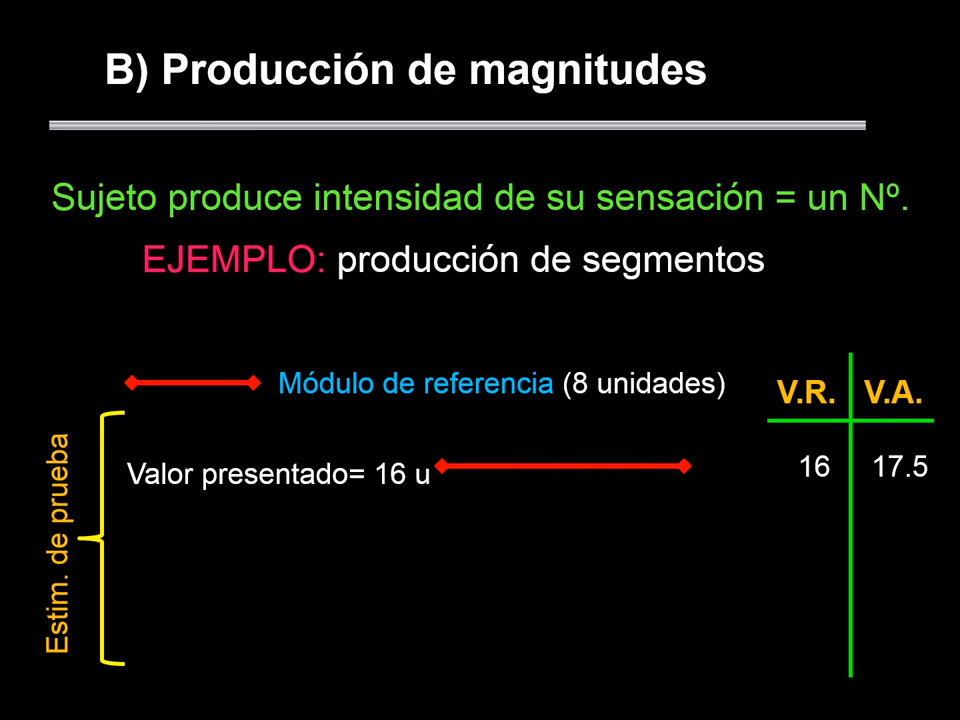 B) Producción de magnitudes
Sujeto produce intensidad de su sensación = un Nº.
EJEMPLO: producción de segmentos
Módulo de referencia (8 unidades)
V.R. V.A.
Estim. de prueba
Valor presentado= 16 u
16 17.5